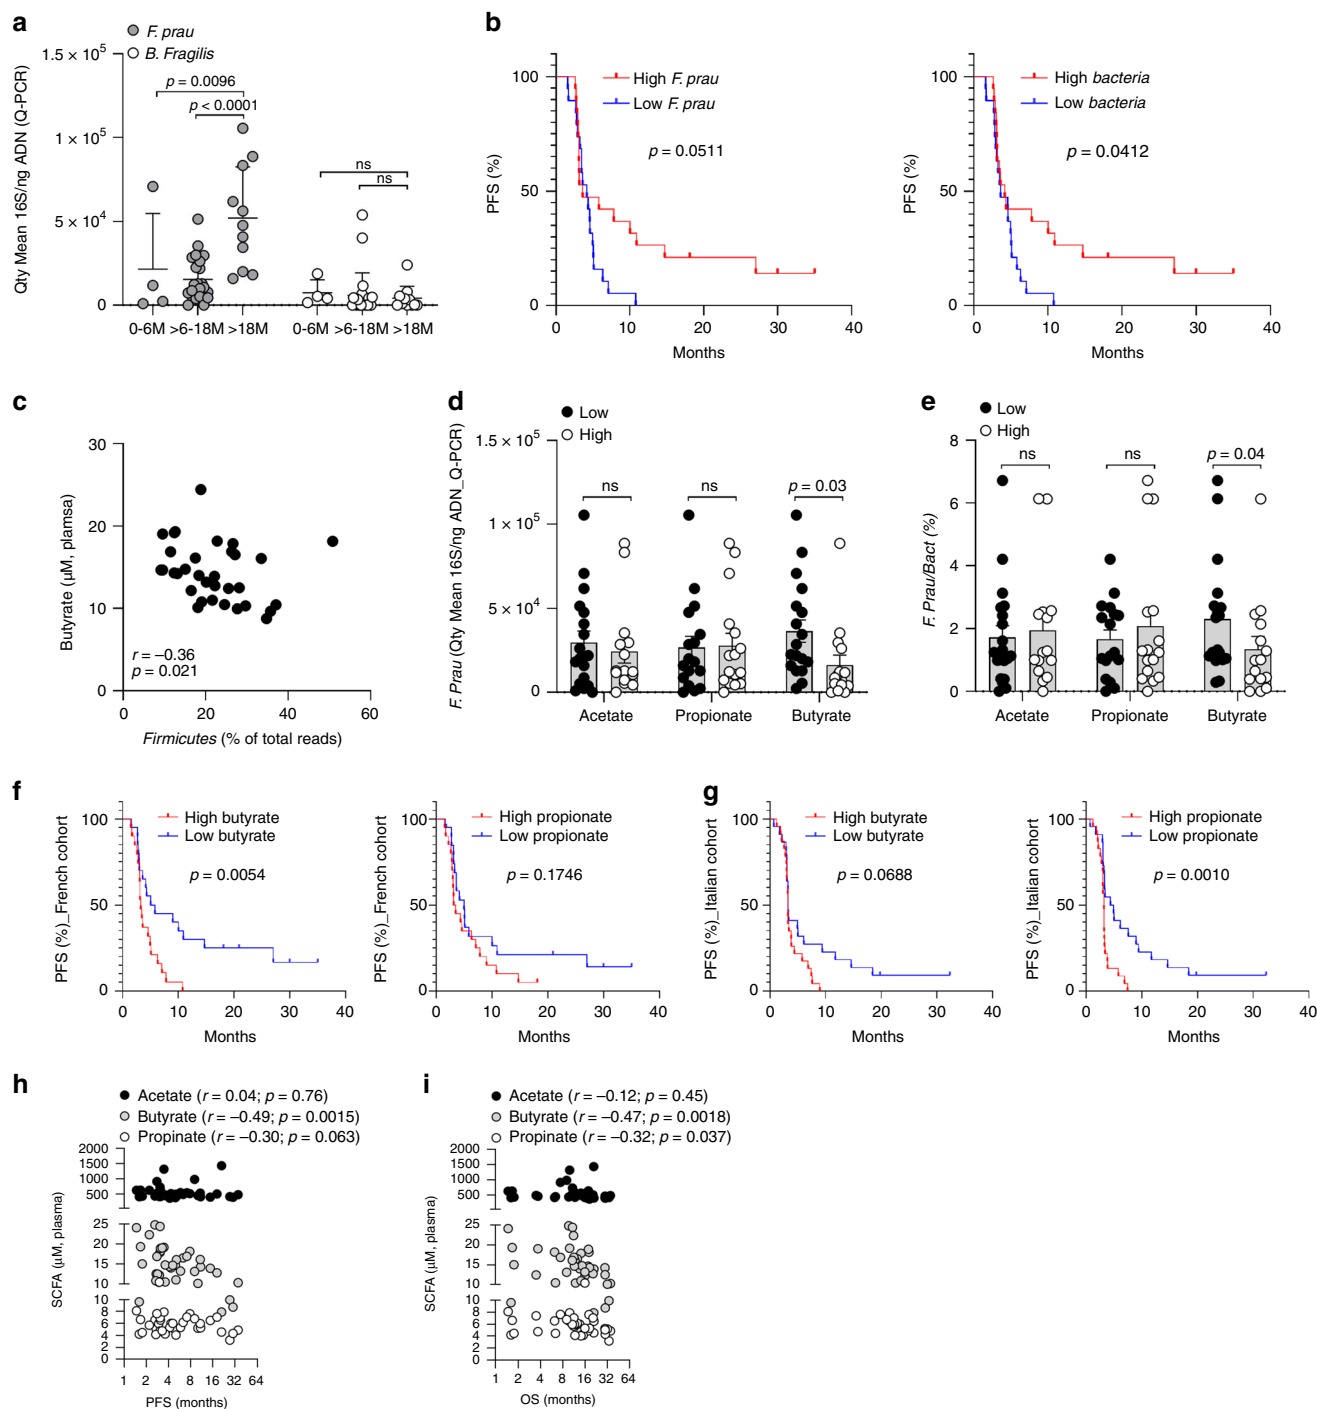 a
F. prau
B. Fragilis
Qty Mean 16S/ng ADN (Q-PCR)
1.5 × 10^5
1 × 10^5
5 × 10^4
0
p = 0.0096
p < 0.0001
ns
ns
0-6M >6-18M >18M
0-6M >6-18M >18M
b
PFS (%)
100
50
0
High F. prau
Low F. prau
p = 0.0511
0 10 20 30 40
Months
PFS (%)
100
50
0
High bacteria
Low bacteria
p = 0.0412
0 10 20 30 40
Months
c
Butyrate (μM, plamsa)
30
20
10
0
r = –0.36
p = 0.021
0 20 40 60
Firmicutes (% of total reads)
d
Low
High
F. Prau (Qty Mean 16S/ng ADN_Q-PCR)
1.5 × 10^5
1 × 10^5
5 × 10^4
0
ns
ns
p = 0.03
Acetate Propionate Butyrate
e
Low
High
F. Prau/Bact (%)
8
6
4
2
0
ns
ns
p = 0.04
Acetate Propionate Butyrate
f
PFS (%)_French cohort
100
50
0
High butyrate
Low butyrate
p = 0.0054
0 10 20 30 40
Months
PFS (%)_French cohort
100
50
0
High propionate
Low propionate
p = 0.1746
0 10 20 30 40
Months
g
PFS (%)_Italian cohort
100
50
0
High butyrate
Low butyrate
p = 0.0688
0 10 20 30 40
Months
PFS (%)_Italian cohort
100
50
0
High propionate
Low propionate
p = 0.0010
0 10 20 30 40
Months
h
Acetate (r = 0.04; p = 0.76)
Butyrate (r = –0.49; p = 0.0015)
Propinate (r = –0.30; p = 0.063)
SCFA (μM, plasma)
2000
1500
1000
500
25
20
15
10
10
8
6
4
2
0
1 2 4 8 16 32 64
PFS (months)
i
Acetate (r = –0.12; p = 0.45)
Butyrate (r = –0.47; p = 0.0018)
Propinate (r = –0.32; p = 0.037)
SCFA (μM, plasma)
2000
1500
1000
500
25
20
15
10
10
8
6
4
2
0
1 2 4 8 16 32 64
OS (months)